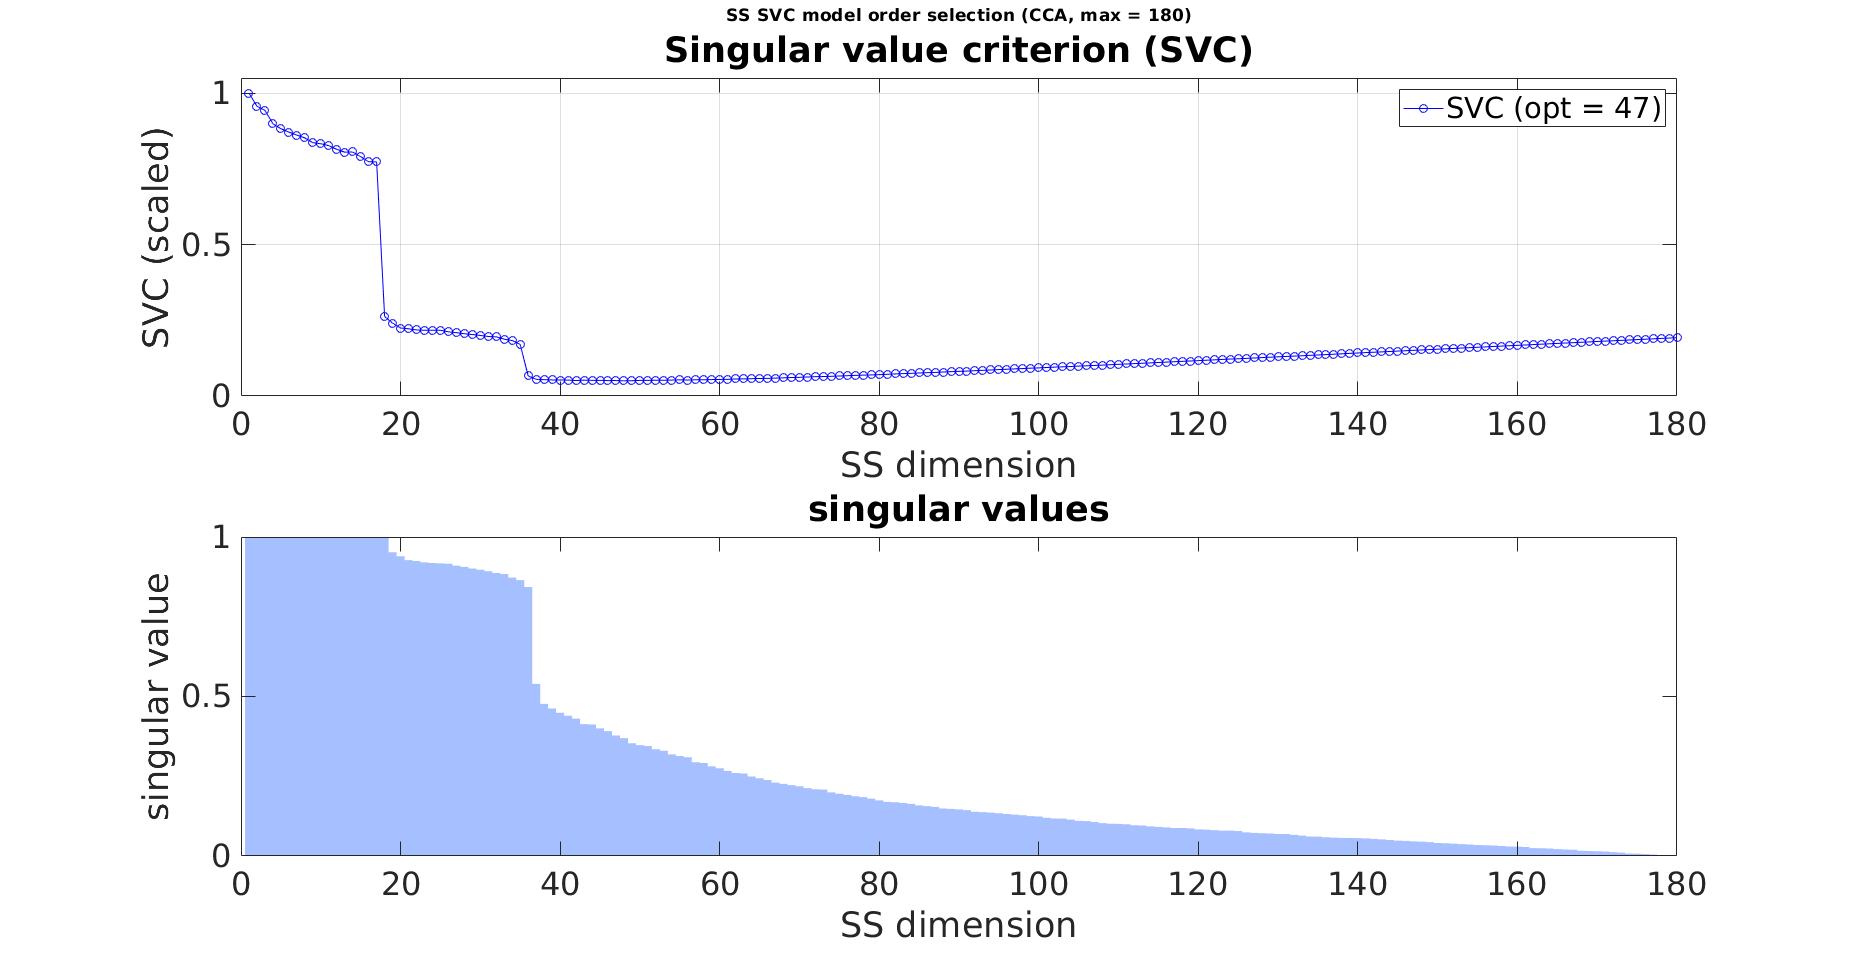 SS SVC model order selection (CCA, max = 180)
Singular value criterion (SVC)
1
0.5
0
SVC (scaled)
SVC (opt = 47)
0 20 40 60 80 100 120 140 160 180
SS dimension
singular values
1
0.5
0
singular value
0 20 40 60 80 100 120 140 160 180
SS dimension